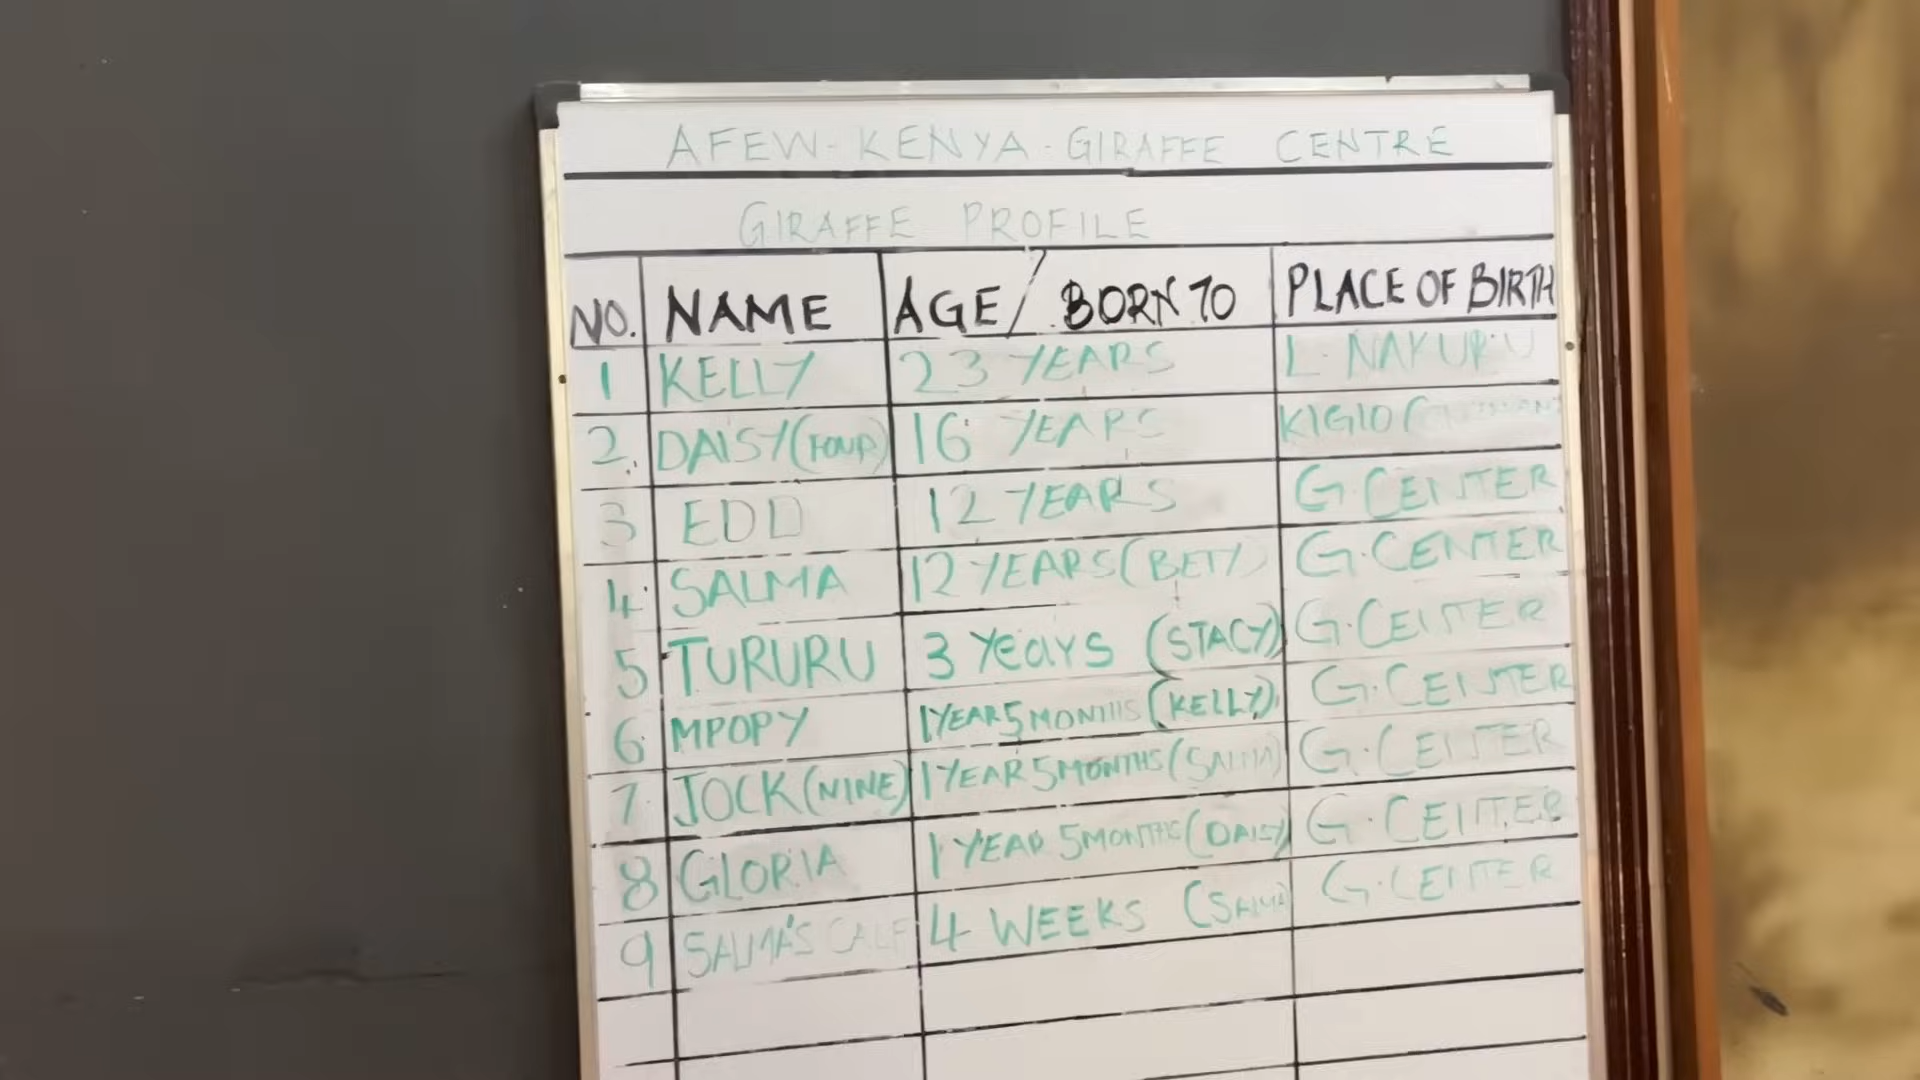 AFEW-KENYA-GIRAFFE CENTRE
GIRAFFE PROFILE
NO. NAME AGE/ BORN TO PLACE OF BIRTH
1 KELLY 23 YEARS L. NAKURU
2. DAISY(FOUR) 16 YEARS KIGIO(
3 EDD 12 YEARS G.CENTER
4. SALMA 12 YEARS(BETY) G.CENTER
5 TURURU 3 YEARS (STACY) G.CENTER
6. MPOPY 1YEAR 5MONTHS (KELLY) G.CENTER
7. JOCK(NINE) 1YEAR 5MONTHS(SALMA) G.CENTER
8 GLORIA 1 YEAR 5MONTHS(DAISY) G.CENTER
9 SALMA'S CALF 4 WEEKS (SALMA) G.CENTER